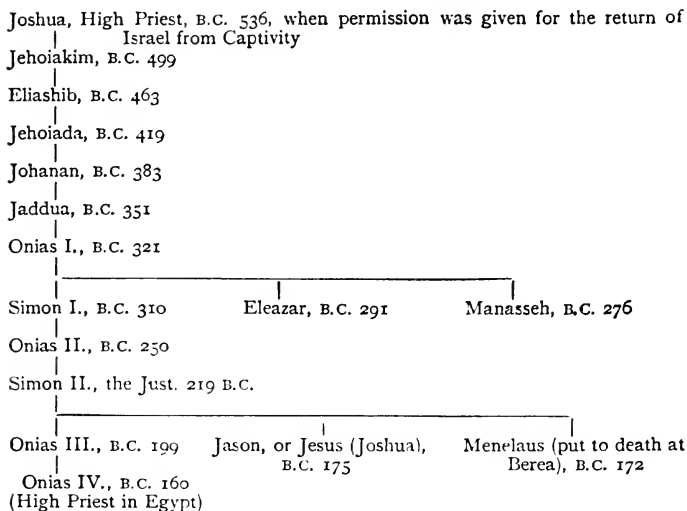 Joshua, High Priest, B.C. 536, when permission was given for the return of
Israel from Captivity
Jehoiakim, B.C. 499
Eliashib, B.C. 463
Jehoiada, B.C. 419
Johanan, B.C. 383
Jaddua, B.C. 351
Onias I., B.C. 321
Simon I., B.C. 310 Eleazar, B.C. 291 Manasseh, B.C. 276
Onias II., B.C. 250
Simon II., the Just. 219 B.C.
Onias III., B.C. 199 Jason, or Jesus (Joshua), Menelaus (put to death at
B.C. 175 Berea), B.C. 172
Onias IV., B.C. 160
(High Priest in Egypt)